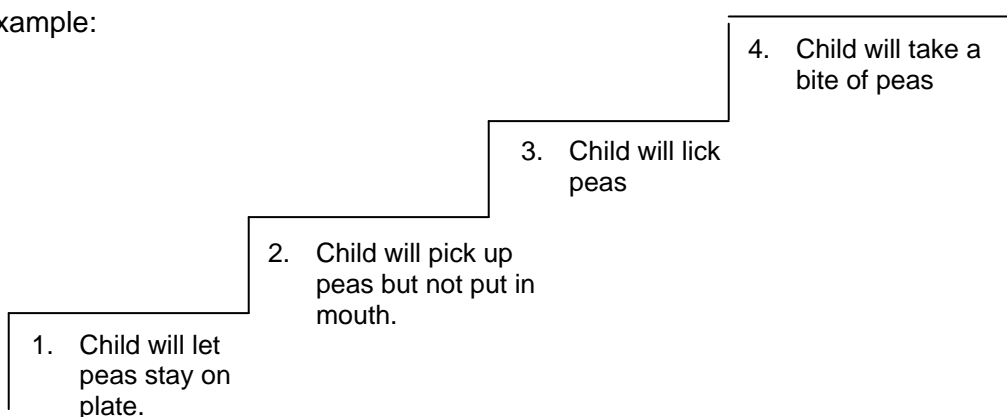 xample:
4. Child will take a
bite of peas
3. Child will lick
peas
2. Child will pick up
peas but not put in
mouth.
1. Child will let
peas stay on
plate.